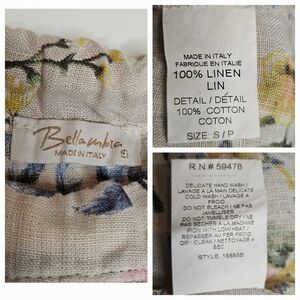 Bellambra
MADE IN ITALY
MADE IN ITALY
FABRIQUE EN ITALIE
100% LINEN
LIN
DETAIL / DÉTAIL
100% COTTON
COTON
SIZE: S / P
R.N.# 59478
DELICATE HAND WASH /
LAVAGE A LA MAIN DELICATE
COLD WASH / LAVAGE A
FROID
DO NOT BLEACH / NE PAS
JAVELLISER
DO NOT TUMBLE DRY / NE
PAS SECHER A LA MACHINE
IRON WITH LOW HEAT /
REPASSER AU FER FROID
DRY CLEAN / NETTOYAGE A
SEC